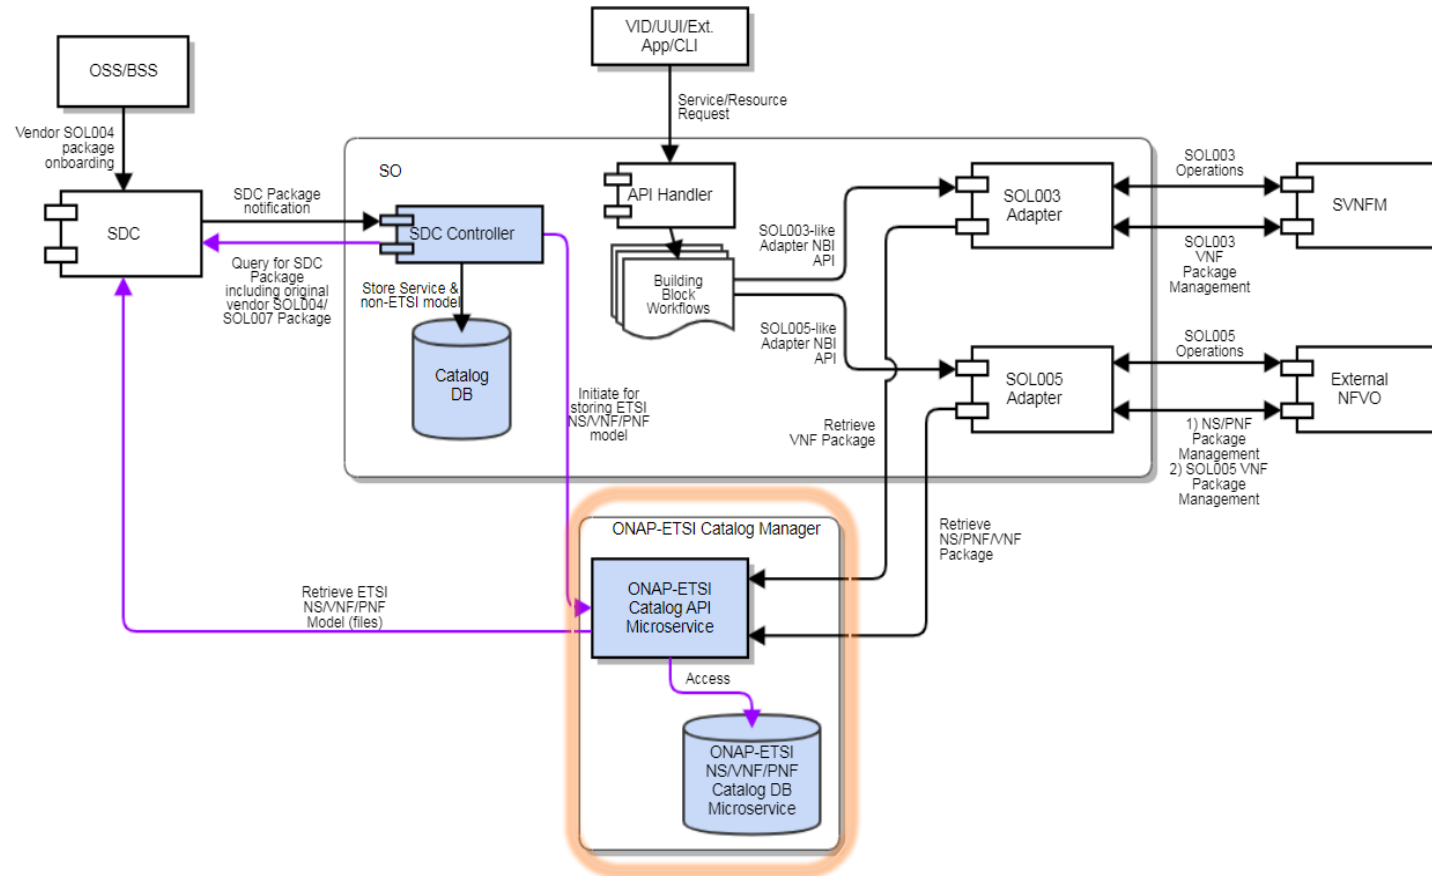 VID/UUI/Ext.
App/CLI
OSS/BSS
Service/Resource
Request
Vendor SOL004
package
onboarding
SO
SDC Package
notification
SDC
SDC Controller
API Handler
SOL003
Adapter
SOL003
Operations
SVNFM
SOL003-like
Adapter NBI
API
SOL003
VNF
Package
Management
Query for SDC
Package
including original
vendor SOL004/
SOL007 Package
Store Service &
non-ETSI model
Building
Block
Workflows
SOL005-like
Adapter NBI
API
Catalog
DB
SOL005
Adapter
SOL005
Operations
External
NFVO
Initiate for
storing ETSI
NS/VNF/PNF
model
Retrieve
VNF Package
1) NS/PNF
Package
Management
2) SOL005 VNF
Package
Management
ONAP-ETSI Catalog Manager
Retrieve
NS/PNF/VNF
Package
Retrieve ETSI
NS/VNF/PNF
Model (files)
ONAP-ETSI
Catalog API
Microservice
Access
ONAP-ETSI
NS/VNF/PNF
Catalog DB
Microservice